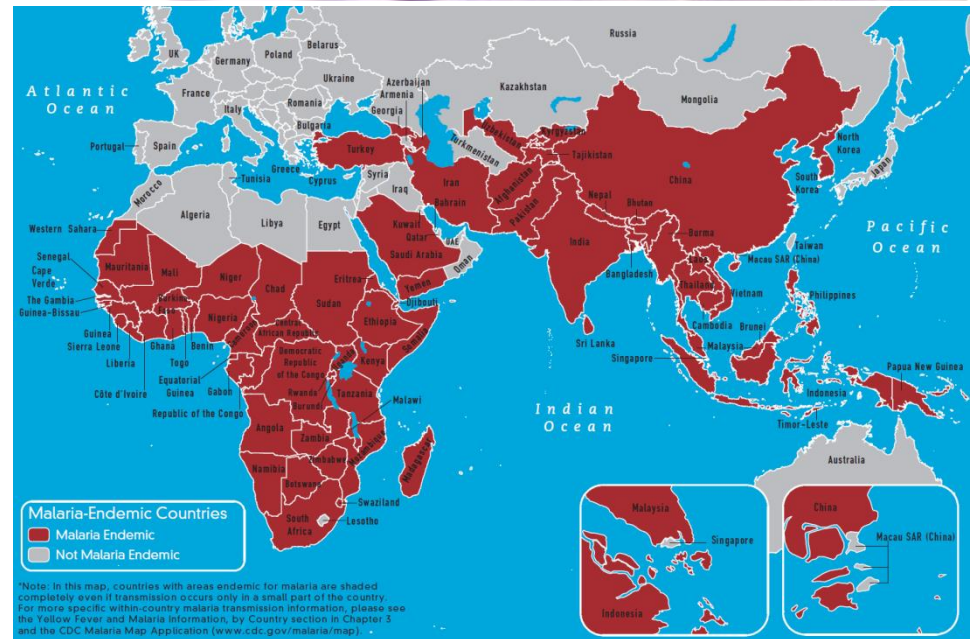 Russia
UK
Belarus
Poland
Germany
Kazakhstan
Ukraine
Atlantic
Ocean
France
Azerbaijan
Armenia
Georgia
Mongolia
Italy
Romania
Bulgaria
Uzbekistan
Kyrgyzstan
Turkmenistan
Tajikistan
North
Korea
Portugal
Spain
Turkey
Japan
Greece
Cyprus
Tunisia
Syria
Iraq
Iran
Afghanistan
China
South
Korea
Morocco
Algeria
Libya
Egypt
Bahrain
Pakistan
Nepal
Bhutan
Kuwait
Qatar
UAE
Burma
Pacific
Ocean
Western Sahara
Saudi Arabia
Oman
India
Laos
Taiwan
Macau SAR (China)
Senegal
Mauritania
Mali
Niger
Chad
Sudan
Eritrea
Yemen
Bangladesh
Thailand
Vietnam
Philippines
Cape
Verde
Burkina
Faso
Djibouti
The Gambia
Guinea-Bissau
Nigeria
Ethiopia
Cambodia
Brunei
Guinea
Sierra Leone
Ghana
Benin
Cameroon
Central
African Republic
Somalia
Sri Lanka
Malaysia
Singapore
Liberia
Togo
Democratic
Republic
of the Congo
Uganda
Kenya
Papua New Guinea
Côte d'Ivoire
Equatorial
Guinea
Gabon
Rwanda
Burundi
Tanzania
Indonesia
Republic of the Congo
Malawi
Indian
Ocean
Timor-Leste
Angola
Zambia
Mozambique
Madagascar
Zimbabwe
Namibia
Botswana
Australia
Swaziland
South
Africa
Lesotho
Malaysia
Singapore
Indonesia
China
Macau SAR (China)
Malaria-Endemic Countries
Malaria Endemic
Not Malaria Endemic
*Note: In this map, countries with areas endemic for malaria are shaded
completely even if transmission occurs only in a small part of the country.
For more specific within-country malaria transmission information, please see
the Yellow Fever and Malaria Information, by Country section in Chapter 3
and the CDC Malaria Map Application (www.cdc.gov/malaria/map).